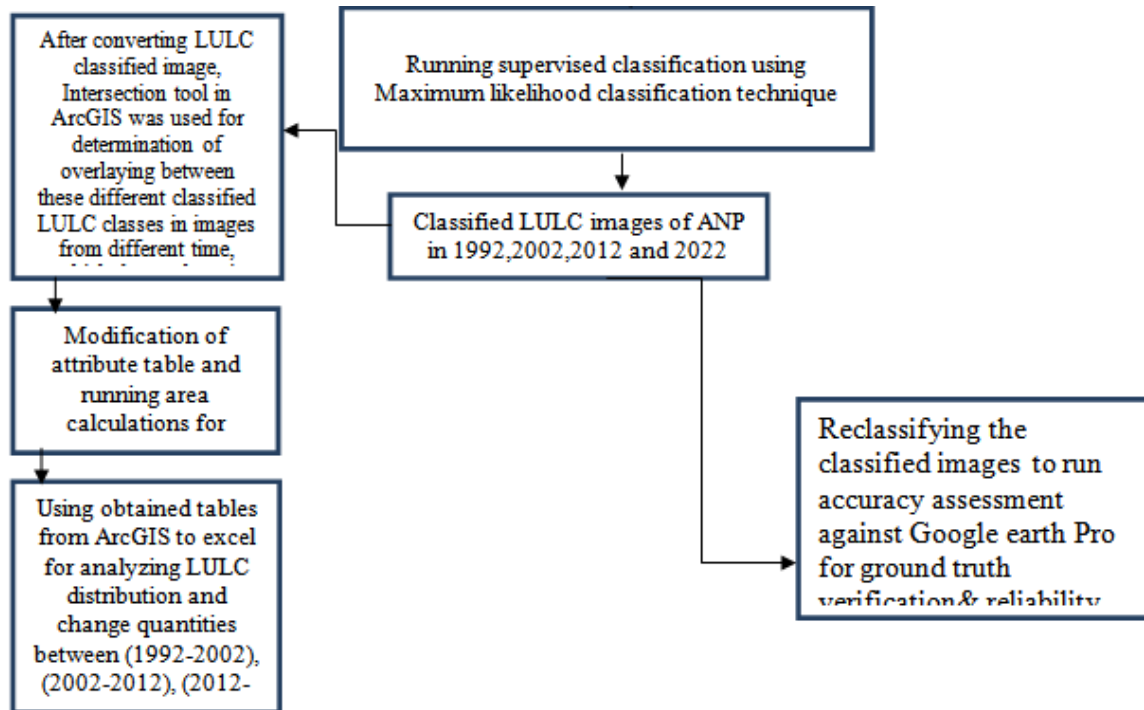 After converting LULC
classified image,
Intersection tool in
ArcGIS was used for
determination of
overlaying between
these different classified
LULC classes in images
from different time,
Running supervised classification using
Maximum likelihood classification technique
Classified LULC images of ANP
in 1992,2002,2012 and 2022
Modification of
attribute table and
running area
calculations for
Using obtained tables
from ArcGIS to excel
for analyzing LULC
distribution and
change quantities
between (1992-2002),
(2002-2012), (2012-
Reclassifying the
classified images to run
accuracy assessment
against Google earth Pro
for ground truth
verification& reliability